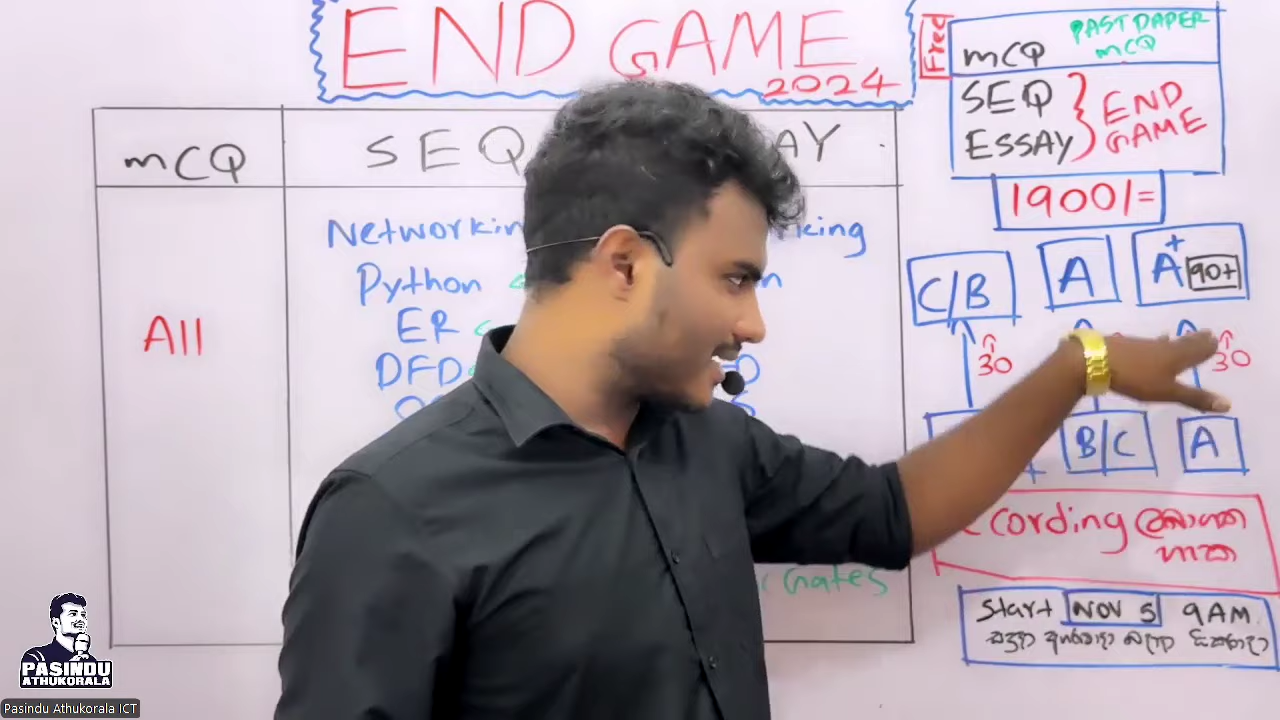 END GAME
2024
mCQ
SEQ
AY
Networkin
king
Python
n
ER
DFD
D
All
Gates
Free
mCQ
PAST PAPER
MCQ
SEQ
ESSAY
END
GAME
1900/=
C/B
A
A+
90+
30
30
B/C
A
cording
නැත
Start NOV 5 9AM
PASINDU
ATHUKORALA
Pasindu Athukorala ICT